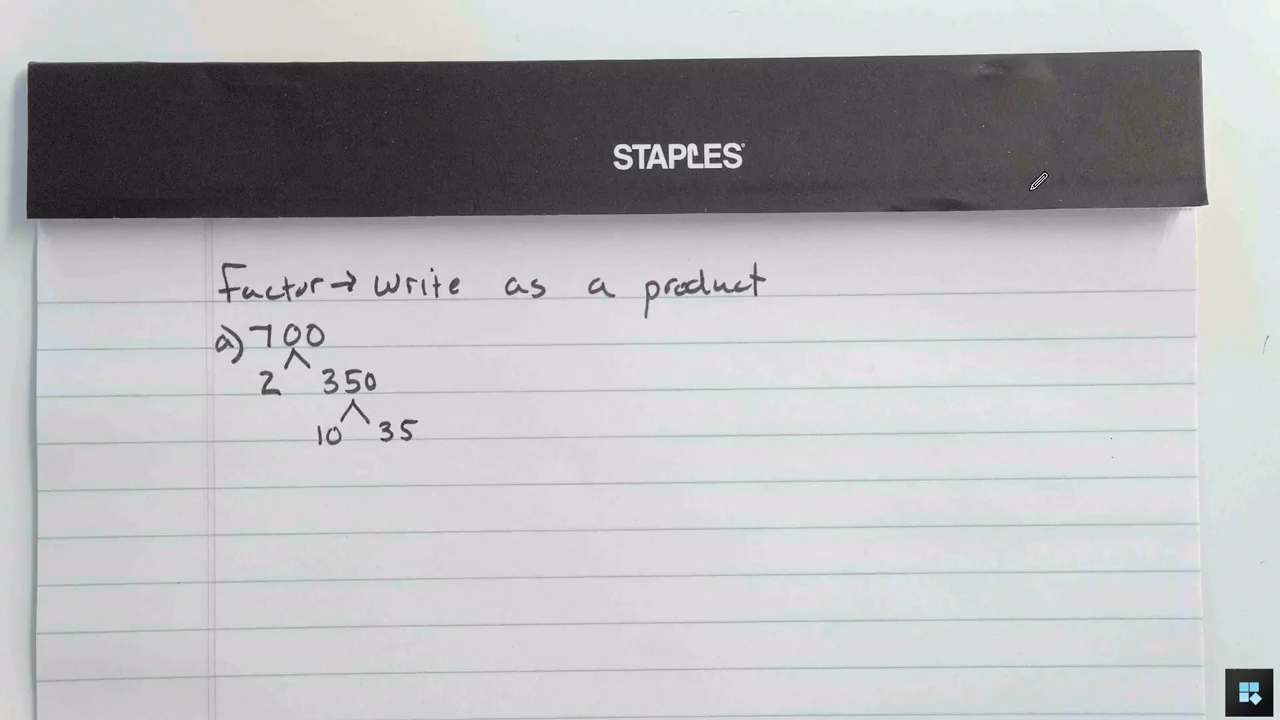 STAPLES
Factor → write as a product
a) 700
2 350
10 35